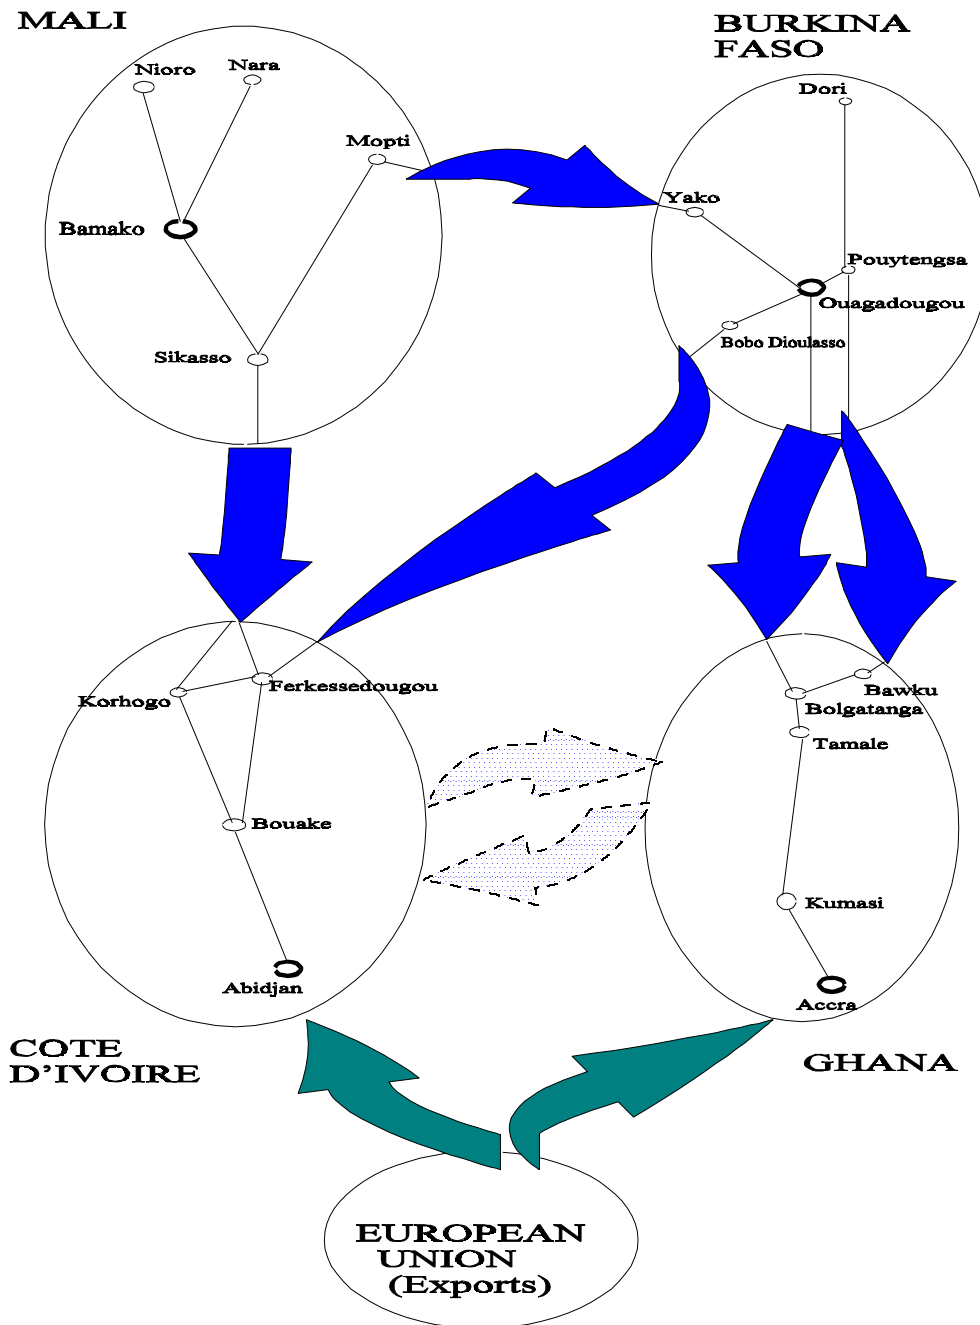 MALI
BURKINA
FASO
Nioro
Nara
Dori
Mopti
Yako
Bamako
Pouytengsa
Ouagadougou
Bobo Dioulasso
Sikasso
Korhogo
Ferkessedougou
Bawku
Bolgatanga
Tamale
Bouake
Kumasi
Abidjan
Accra
COTE
D'IVOIRE
GHANA
EUROPEAN
UNION
(Exports)